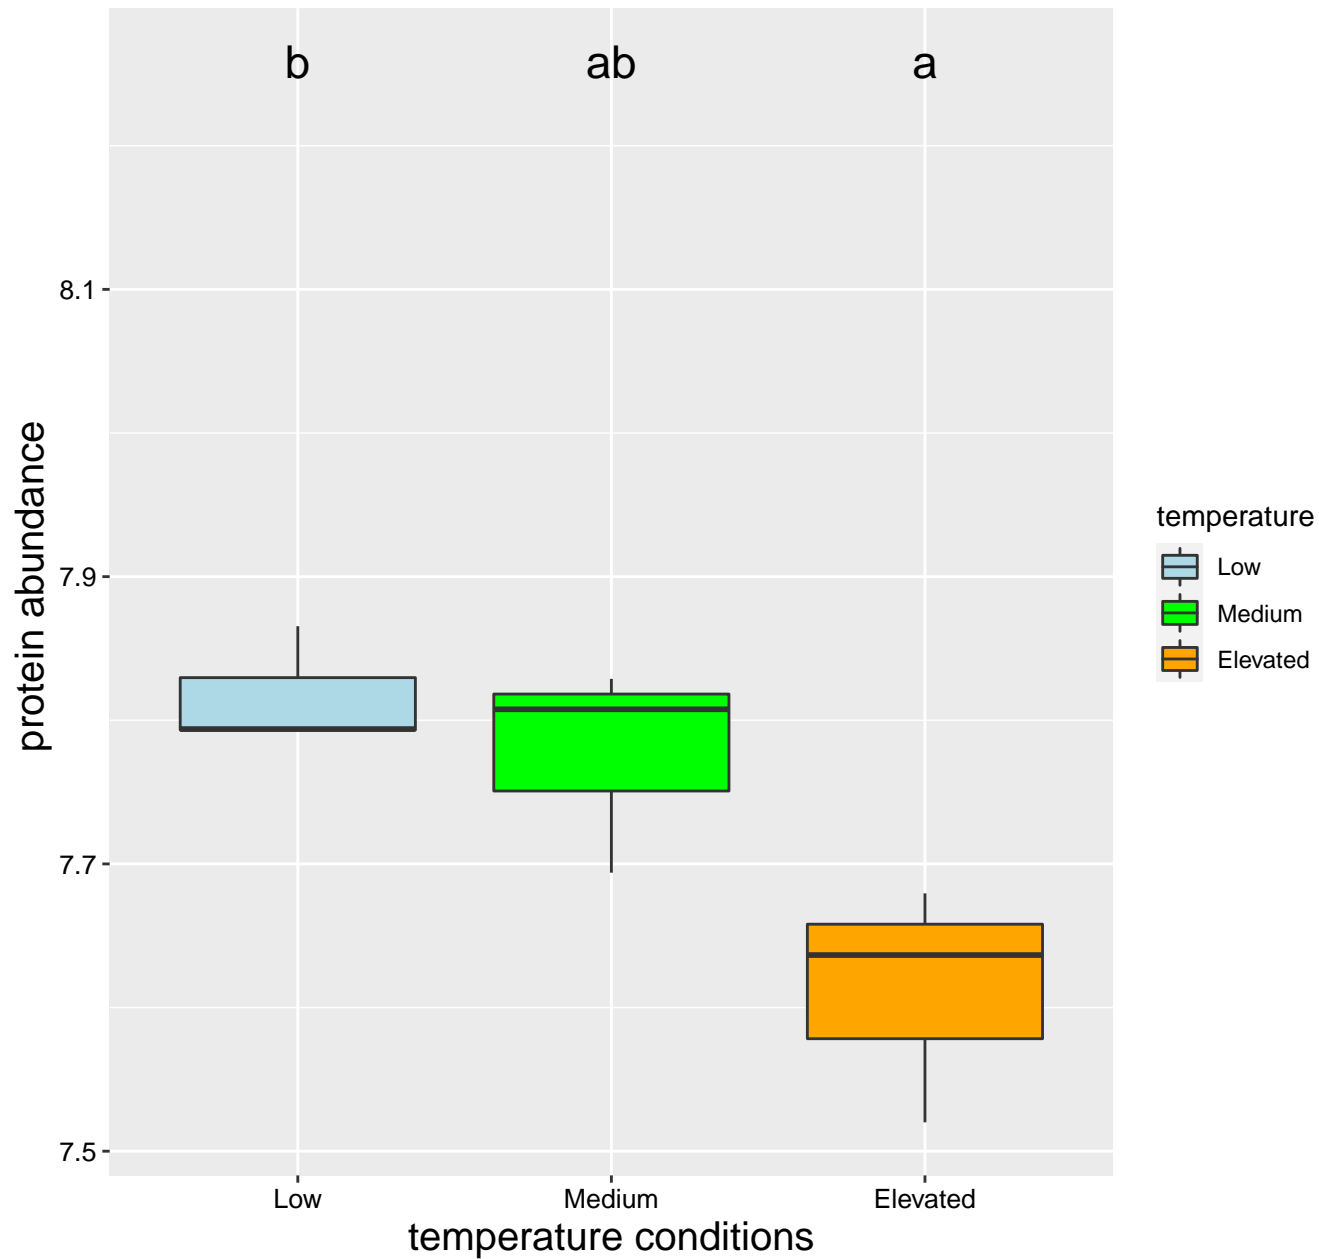 b ab a
8.1
7.9
7.7
7.5
protein abundance
Low Medium Elevated
temperature conditions
temperature
Low
Medium
Elevated